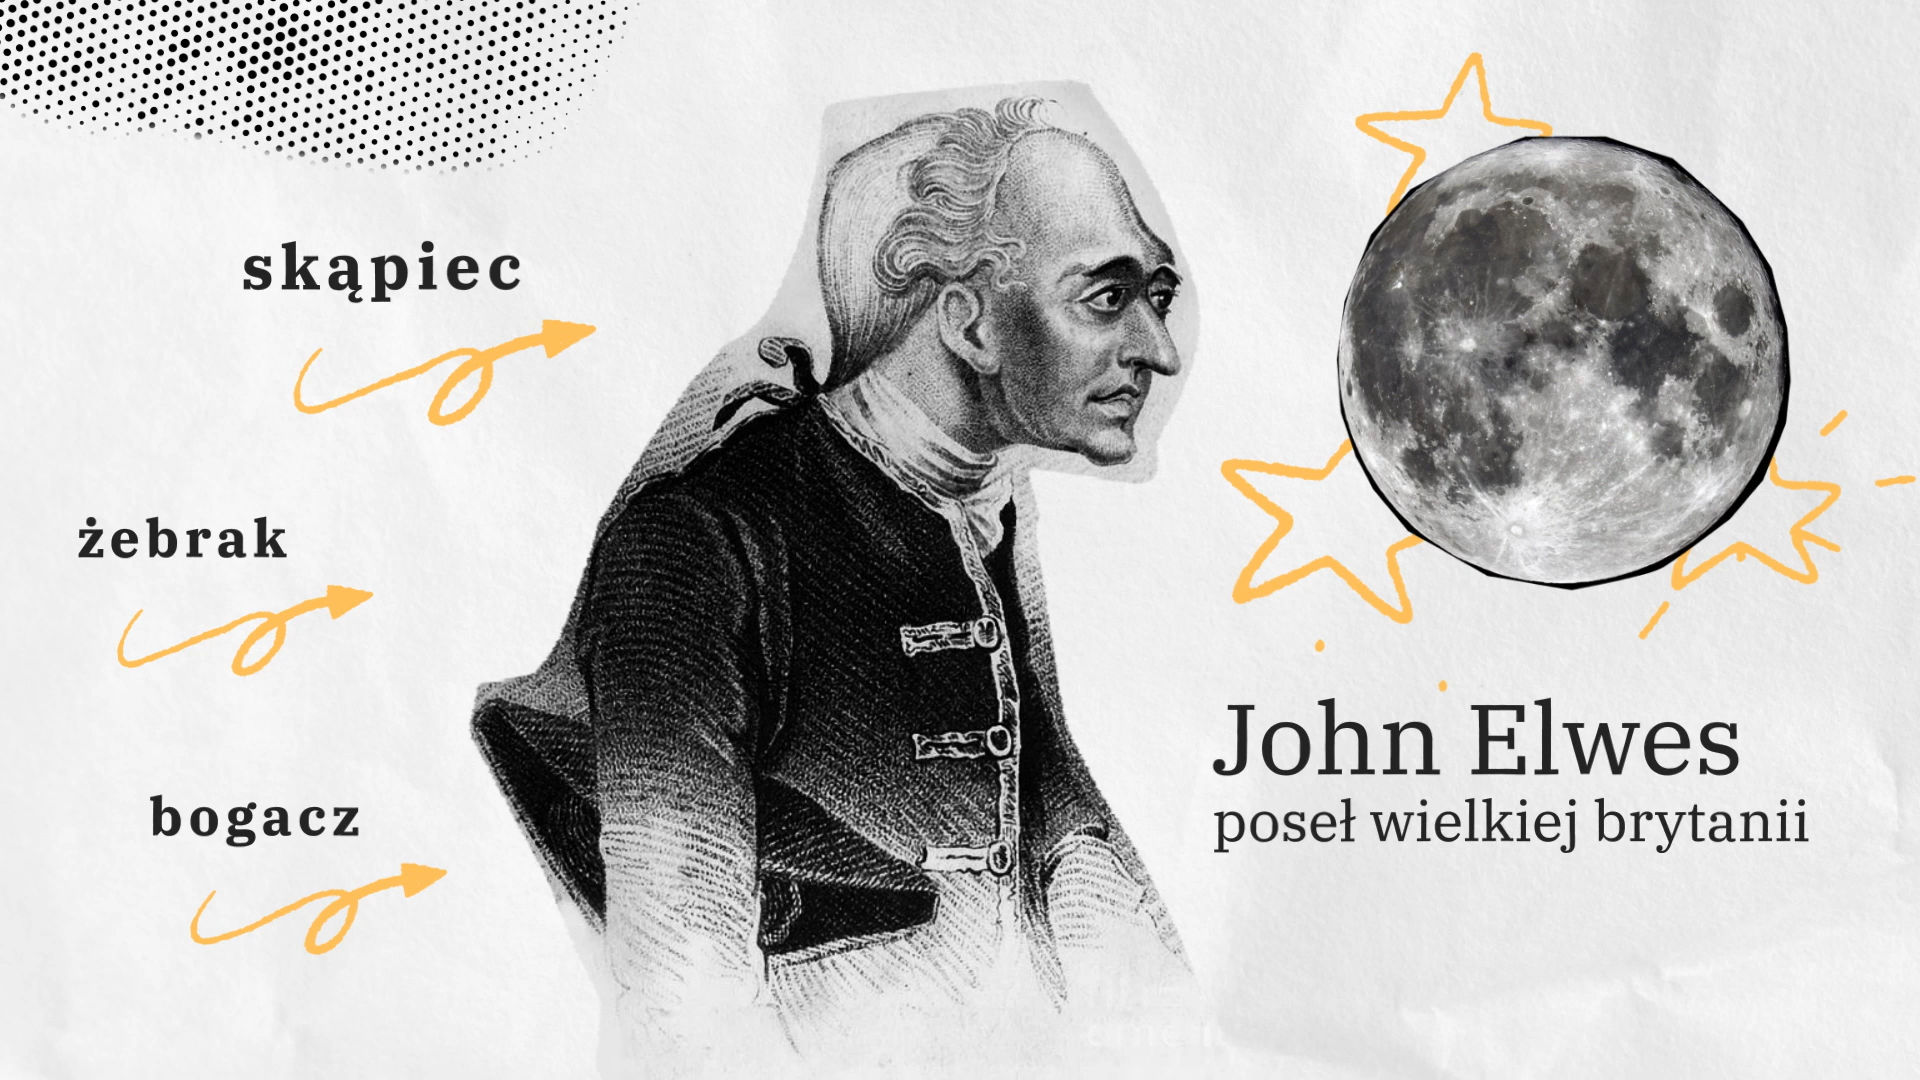 skąpiec
żebrak
bogacz
John Elwes
poseł wielkiej brytanii